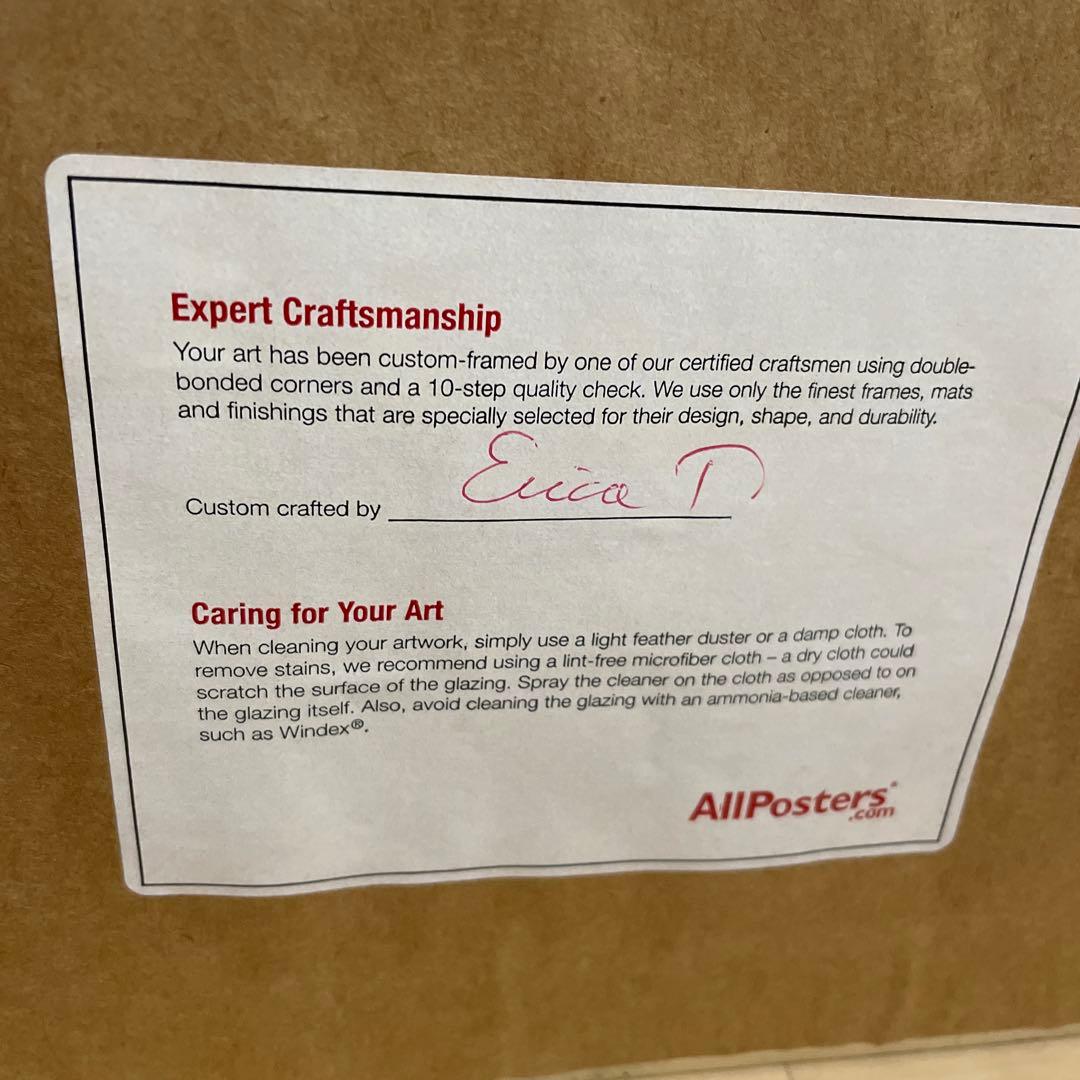 Expert Craftsmanship
Your art has been custom-framed by one of our certified craftsmen using double-
bonded corners and a 10-step quality check. We use only the finest frames, mats
and finishings that are specially selected for their design, shape, and durability.
Custom crafted by Erica T
Caring for Your Art
When cleaning your artwork, simply use a light feather duster or a damp cloth. To
remove stains, we recommend using a lint-free microfiber cloth – a dry cloth could
scratch the surface of the glazing. Spray the cleaner on the cloth as opposed to on
the glazing itself. Also, avoid cleaning the glazing with an ammonia-based cleaner,
such as Windex®.
AllPosters
.com